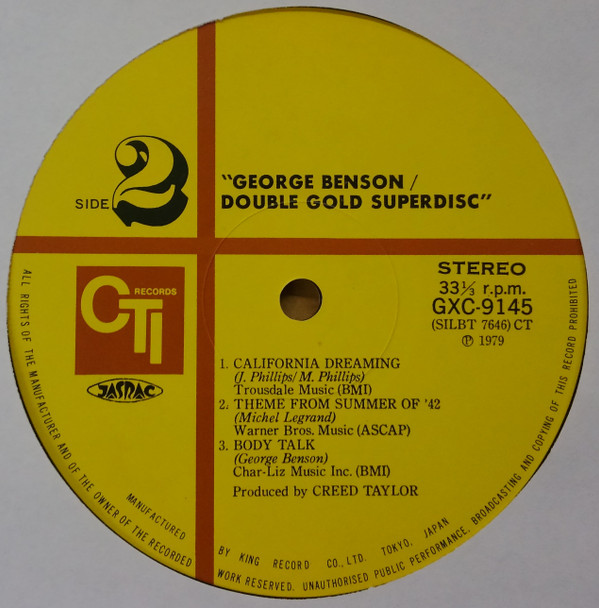 SIDE 2
"GEORGE BENSON /
DOUBLE GOLD SUPERDISC"
CTI RECORDS
JASRAC
STEREO
33⅓ r.p.m.
GXC-9145
(SILBT 7646) CT
Ⓟ 1979
1. CALIFORNIA DREAMING
(J. Phillips/ M. Phillips)
Trousdale Music (BMI)
2. THEME FROM SUMMER OF '42
(Michel Legrand)
Warner Bros. Music (ASCAP)
3. BODY TALK
(George Benson)
Char-Liz Music Inc. (BMI)
Produced by CREED TAYLOR
MANUFACTURED BY KING RECORD CO., LTD. TOKYO, JAPAN
ALL RIGHTS OF THE MANUFACTURER AND OF THE OWNER OF THE RECORDED WORK RESERVED. UNAUTHORISED PUBLIC PERFORMANCE, BROADCASTING AND COPYING OF THIS RECORD PROHIBITED